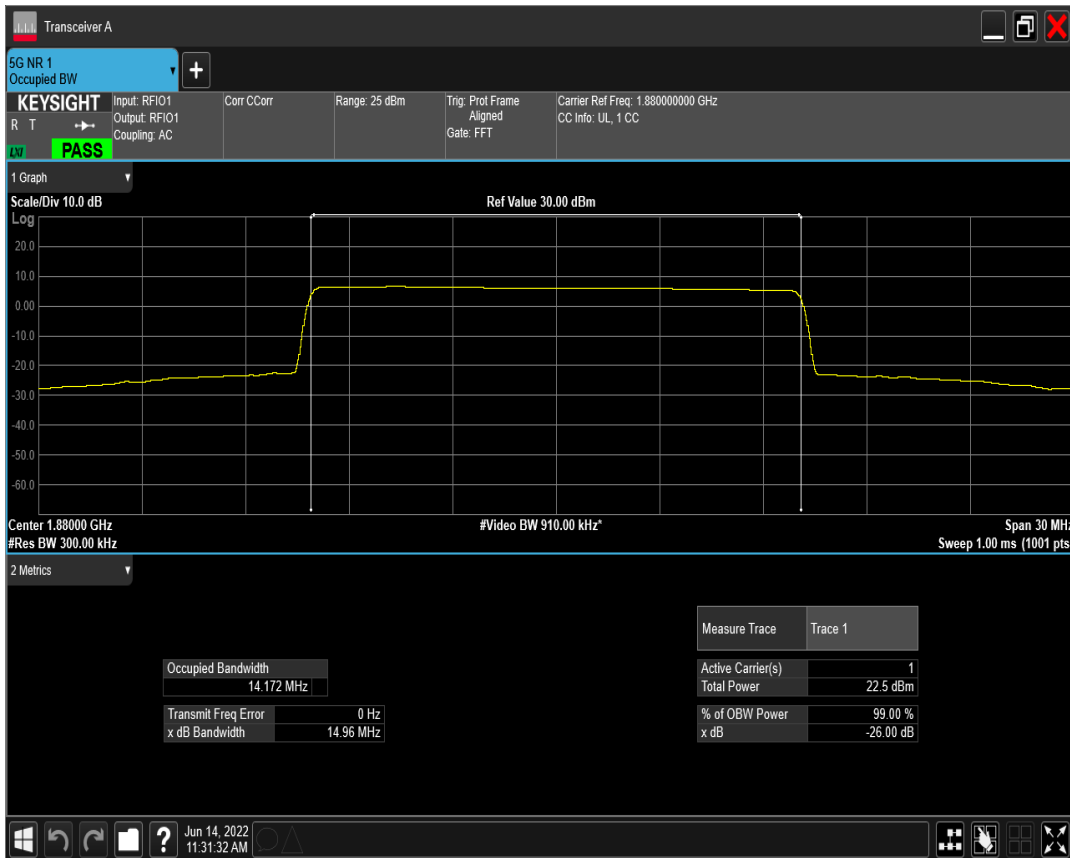 Transceiver A
5G NR 1
Occupied BW
KEYSIGHT
R T
LXI
PASS
Input: RFIO1
Output: RFIO1
Coupling: AC
Corr CCorr
Range: 25 dBm
Trig: Prot Frame
Aligned
Gate: FFT
Carrier Ref Freq: 1.880000000 GHz
CC Info: UL, 1 CC
1 Graph
Scale/Div 10.0 dB
Ref Value 30.00 dBm
Log
20.0
10.0
0.00
-10.0
-20.0
-30.0
-40.0
-50.0
-60.0
Center 1.88000 GHz
#Video BW 910.00 kHz*
Span 30 MHz
#Res BW 300.00 kHz
Sweep 1.00 ms (1001 pts
2 Metrics
Measure Trace Trace 1
Occupied Bandwidth
14.172 MHz
Active Carrier(s) 1
Total Power 22.5 dBm
Transmit Freq Error 0 Hz
x dB Bandwidth 14.96 MHz
% of OBW Power 99.00 %
x dB -26.00 dB
?
Jun 14, 2022
11:31:32 AM